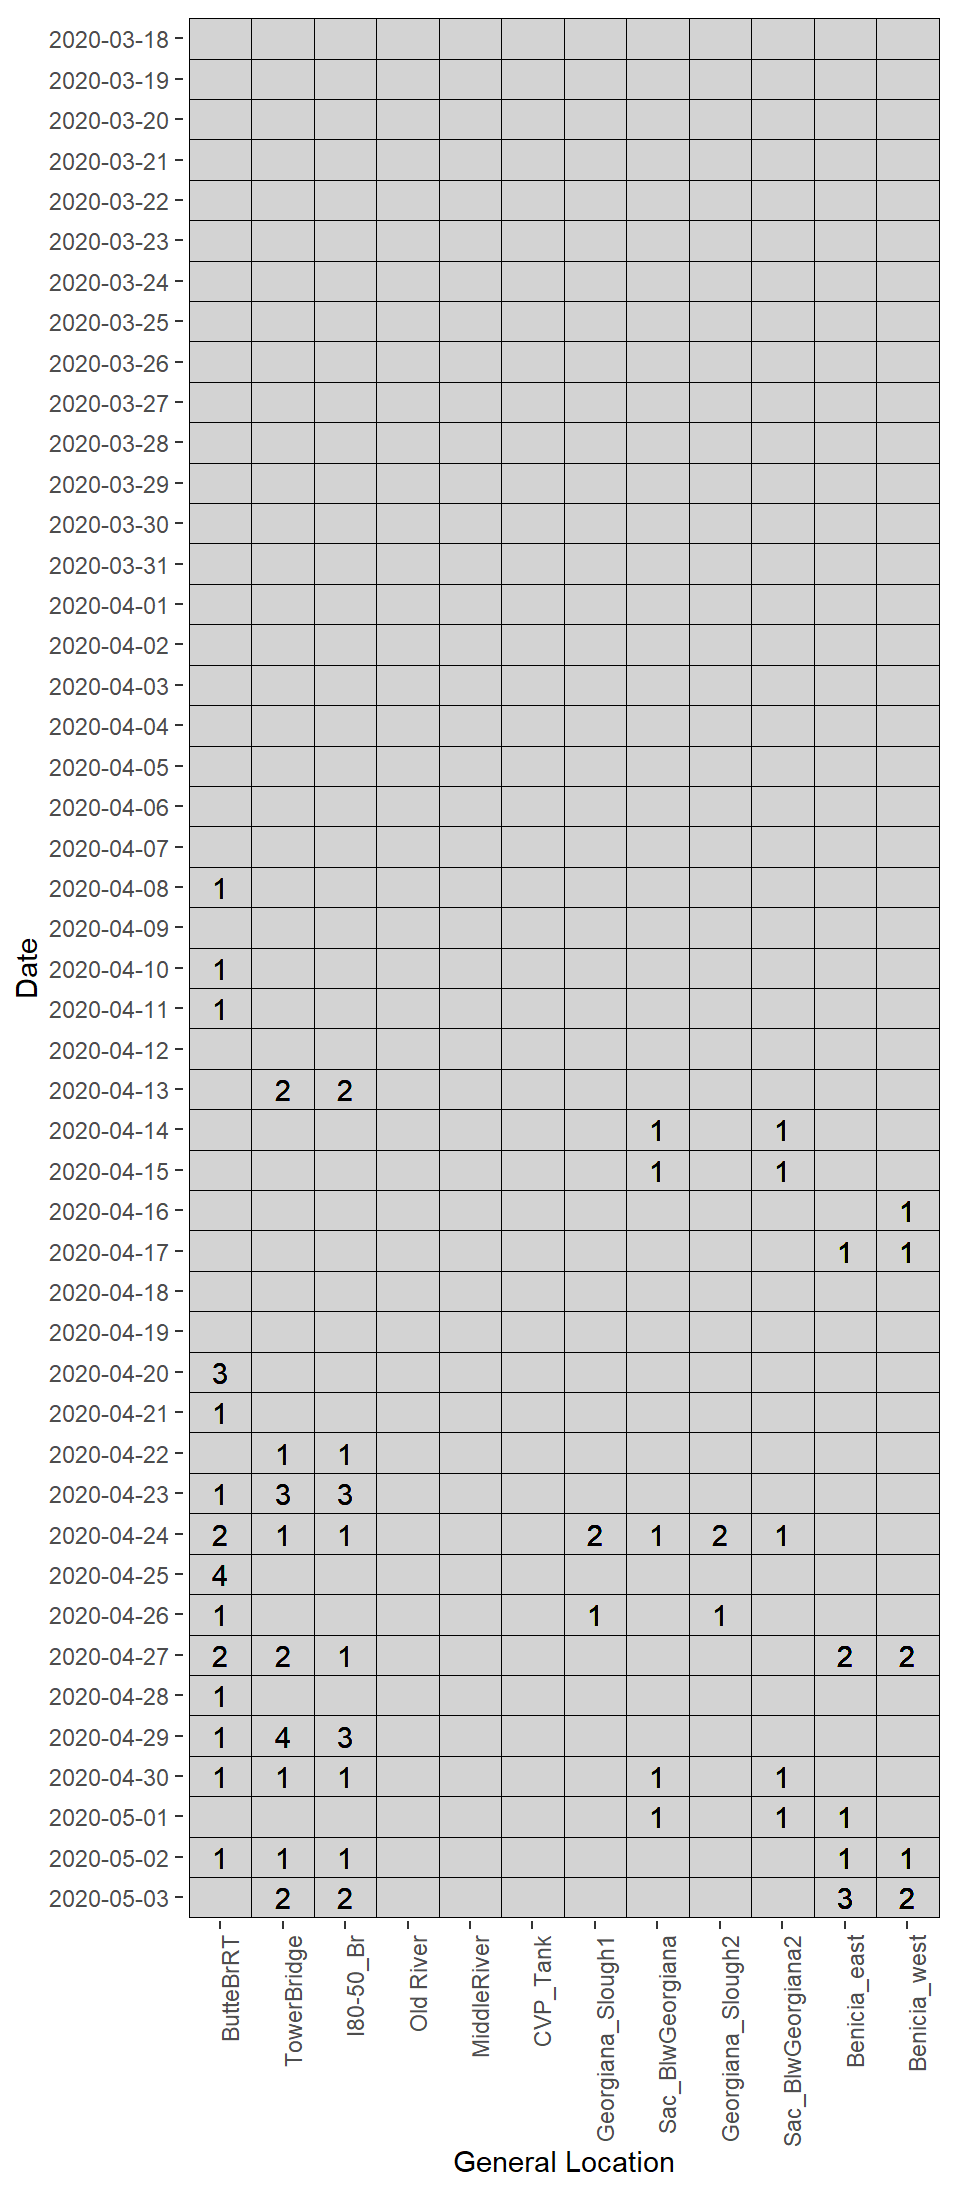 2020-03-18
2020-03-19
2020-03-20
2020-03-21
2020-03-22
2020-03-23
2020-03-24
2020-03-25
2020-03-26
2020-03-27
2020-03-28
2020-03-29
2020-03-30
2020-03-31
2020-04-01
2020-04-02
2020-04-03
2020-04-04
2020-04-05
2020-04-06
2020-04-07
2020-04-08 1
2020-04-09
2020-04-10 1
2020-04-11 1
2020-04-12
2020-04-13 2 2
2020-04-14 1 1
2020-04-15 1 1
2020-04-16 1
2020-04-17 1 1
2020-04-18
2020-04-19
2020-04-20 3
2020-04-21 1
2020-04-22 1 1
2020-04-23 1 3 3
2020-04-24 2 1 1 2 1 2 1
2020-04-25 4
2020-04-26 1 1 1
2020-04-27 2 2 1 2 2
2020-04-28 1
2020-04-29 1 4 3
2020-04-30 1 1 1 1 1
2020-05-01 1 1 1
2020-05-02 1 1 1 1 1
2020-05-03 2 2 3 2
Date
ButteBrRT
TowerBridge
I80-50_Br
Old River
MiddleRiver
CVP_Tank
Georgiana_Slough1
Sac_BlwGeorgiana
Georgiana_Slough2
Sac_BlwGeorgiana2
Benicia_east
Benicia_west
General Location